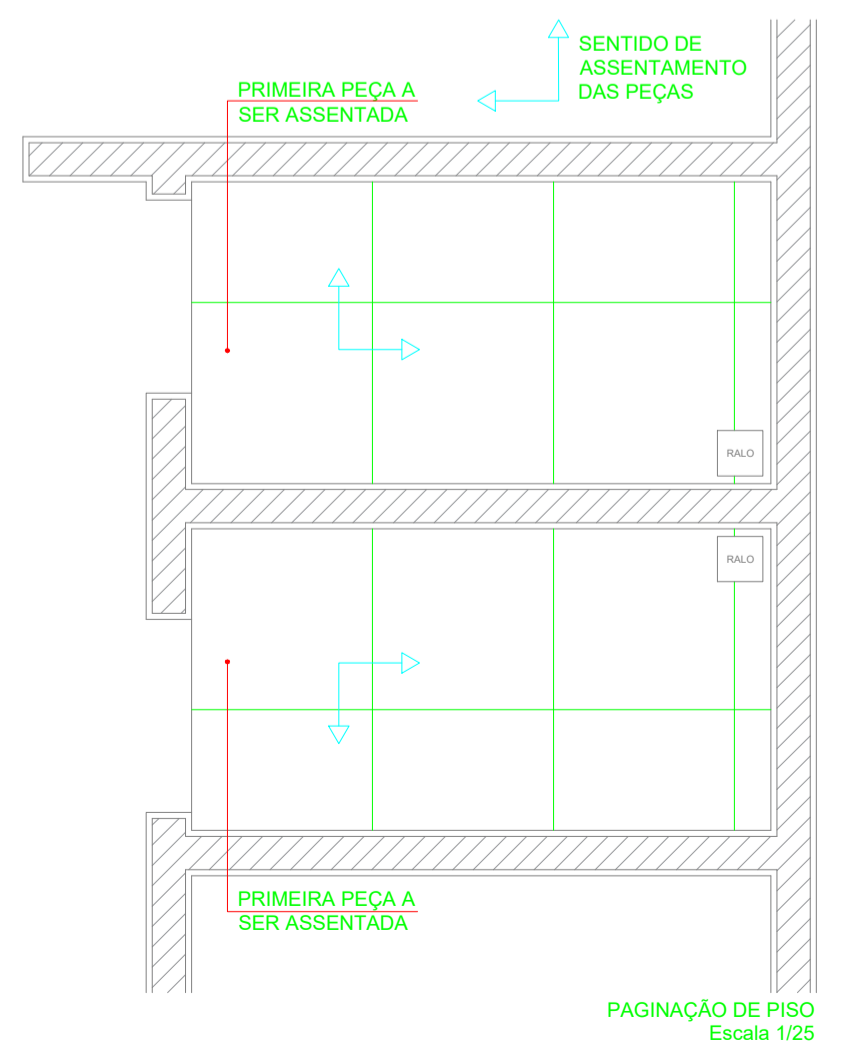 SENTIDO DE
ASSENTAMENTO
DAS PEÇAS
PRIMEIRA PEÇA A
SER ASSENTADA
RALO
RALO
PRIMEIRA PEÇA A
SER ASSENTADA
PAGINAÇÃO DE PISO
Escala 1/25